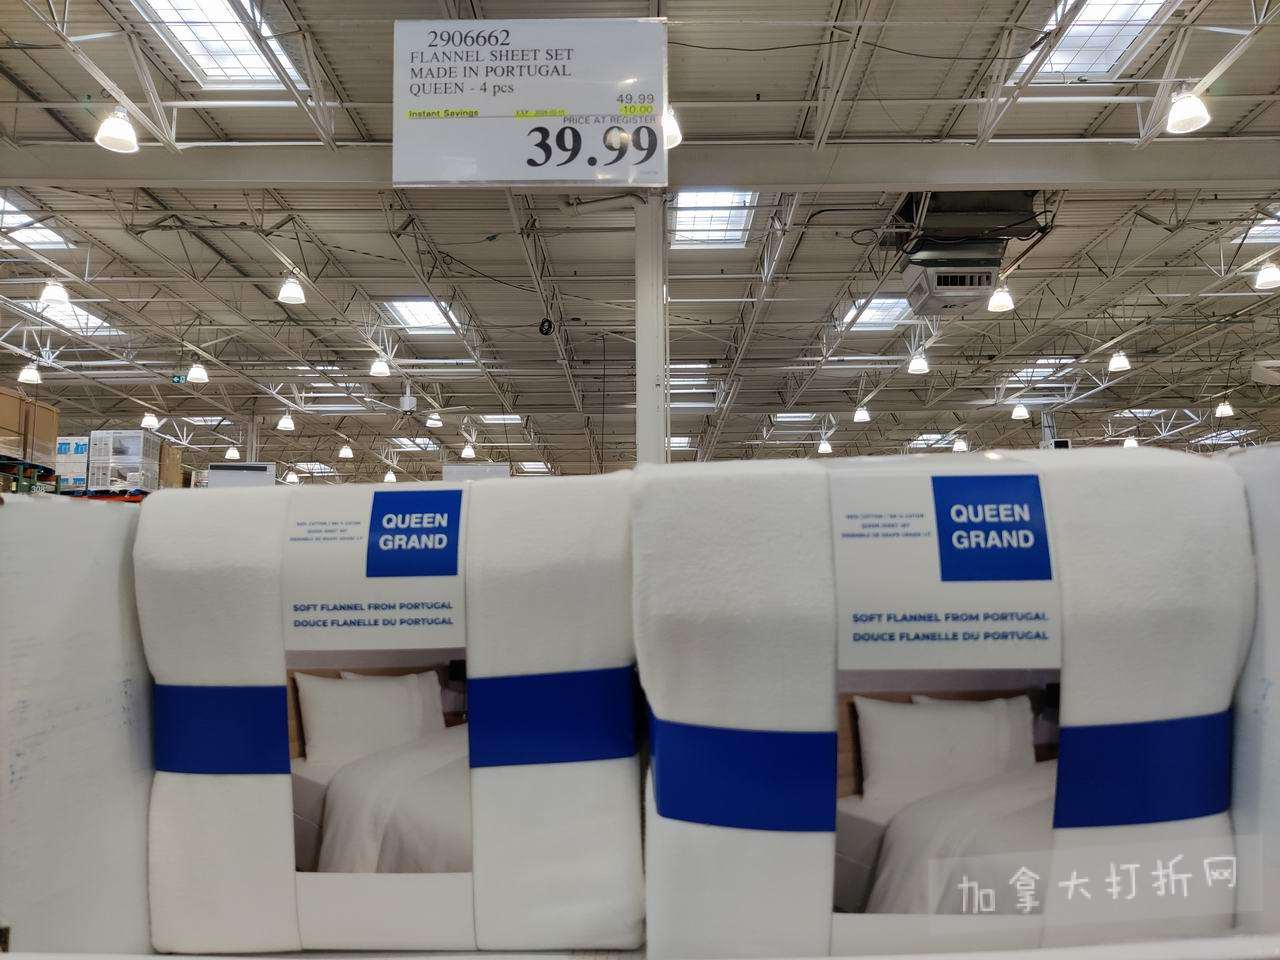 2906662
FLANNEL SHEET SET
MADE IN PORTUGAL
QUEEN - 4 pcs
49.99
Instant Savings
10.00
PRICE AT REGISTER
39.99
QUEEN
GRAND
SOFT FLANNEL FROM PORTUGAL
DOUCE FLANELLE DU PORTUGAL
QUEEN
GRAND
SOFT FLANNEL FROM PORTUGAL
DOUCE FLANELLE DU PORTUGAL
加拿大打折网